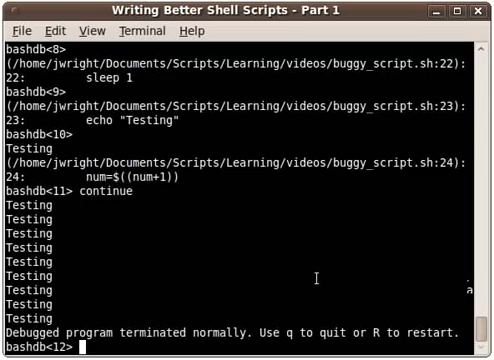 Writing Better Shell Scripts - Part 1
File Edit View Terminal Help
bashdb<8>
(/home/jwright/Documents/Scripts/Learning/videos/buggy_script.sh:22):
22: sleep 1
bashdb<9>
(/home/jwright/Documents/Scripts/Learning/videos/buggy_script.sh:23):
23: echo "Testing"
bashdb<10>
Testing
(/home/jwright/Documents/Scripts/Learning/videos/buggy_script.sh:24):
24: num=$((num+1))
bashdb<11> continue
Testing
Testing
Testing
Testing
Testing
Testing
Testing
Testing
Testing
Debugged program terminated normally. Use q to quit or R to restart.
bashdb<12>